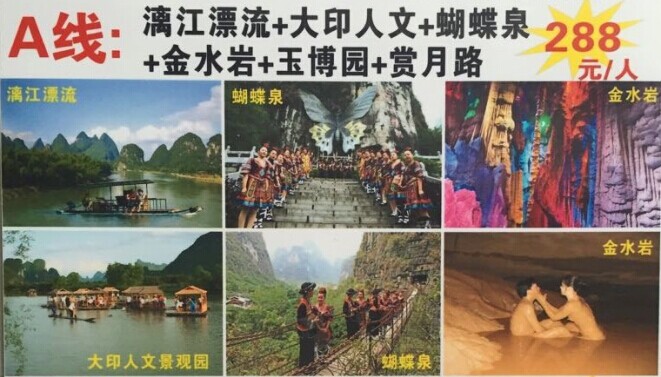 A线:
漓江漂流+大印人文+蝴蝶泉
+金水岩+玉博园+赏月路
288
元/人
漓江漂流
蝴蝶泉
金水岩
大印人文景观园
蝴蝶泉
金水岩